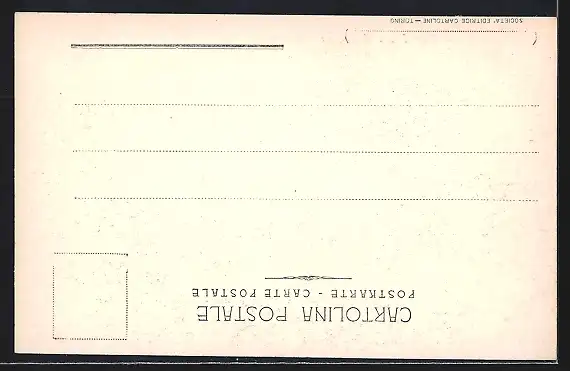 CARTOLINA POSTALE
POSTKARTE - CARTE POSTALE
SOCIETA' EDITRICE CARTOLINE — TORINO